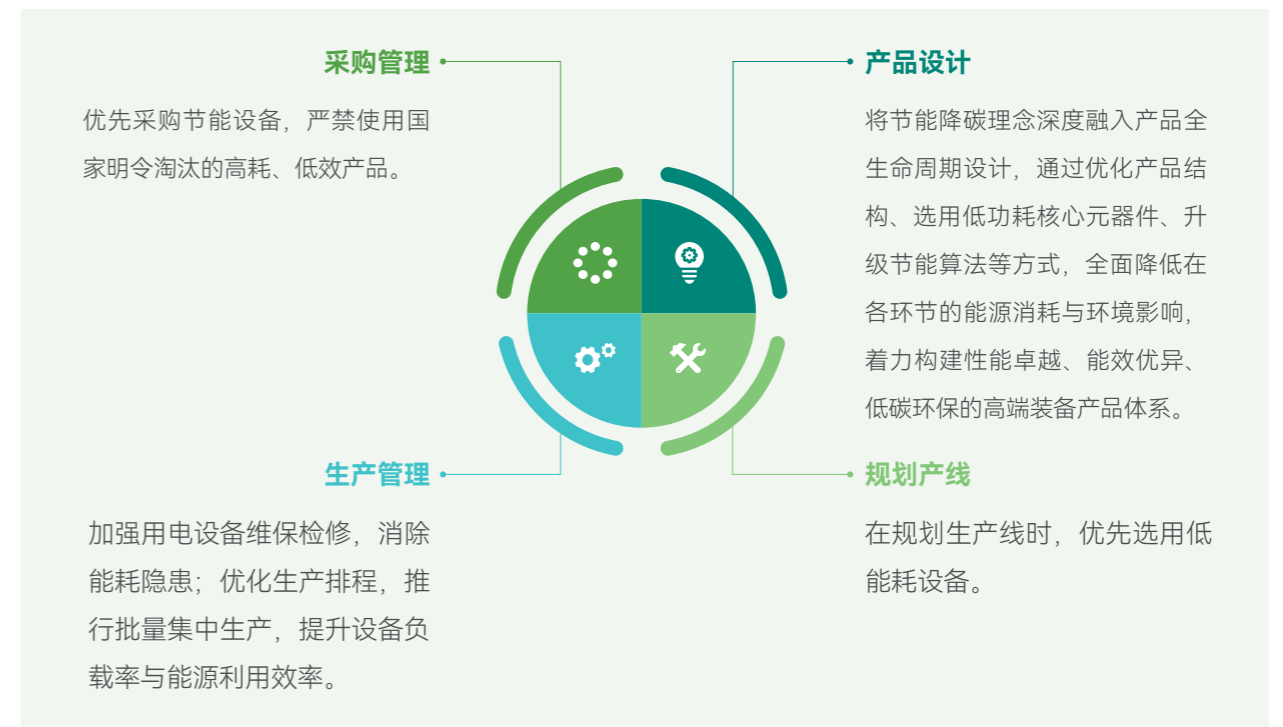 采购管理
优先采购节能设备，严禁使用国
家明令淘汰的高耗、低效产品。
产品设计
将节能降碳理念深度融入产品全
生命周期设计，通过优化产品结
构、选用低功耗核心元器件、升
级节能算法等方式，全面降低在
各环节的能源消耗与环境影响，
着力构建性能卓越、能效优异、
低碳环保的高端装备产品体系。
生产管理
加强用电设备维保检修，消除
能耗隐患；优化生产排程，推
行批量集中生产，提升设备负
载率与能源利用效率。
规划产线
在规划生产线时，优先选用低
能耗设备。